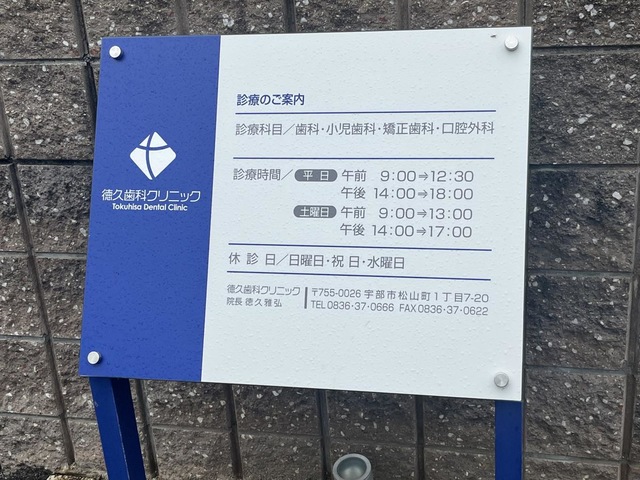 徳久歯科クリニック
Tokuhisa Dental Clinic
診療のご案内
診療科目／歯科・小児歯科・矯正歯科・口腔外科
診療時間／ 平 日 午前 9:00⇒12:30
午後 14:00⇒18:00
土曜日 午前 9:00⇒13:00
午後 14:00⇒17:00
休 診 日／日曜日・祝 日・水曜日
徳久歯科クリニック
院長 徳久雅弘
〒755-0026 宇部市松山町1丁目7-20
TEL 0836・37・0666 FAX 0836・37・0622